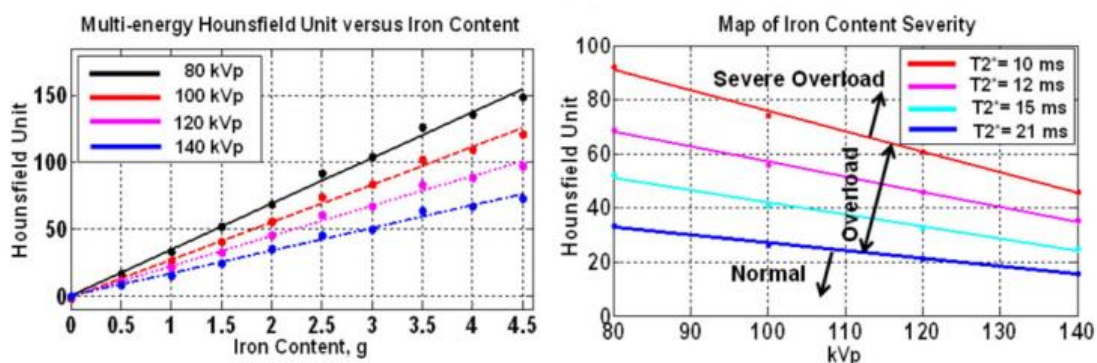 Multi-energy Hounsfield Unit versus Iron Content
Hounsfield Unit
150
100
50
0
80 kVp
100 kVp
120 kVp
140 kVp
0 0.5 1 1.5 2 2.5 3 3.5 4 4.5
Iron Content, g
Map of Iron Content Severity
Hounsfield Unit
100
80
60
40
20
0
T2*= 10 ms
T2*= 12 ms
T2*= 15 ms
T2*= 21 ms
Severe Overload
Overload
Normal
80 90 100 110 120 130 140
kVp